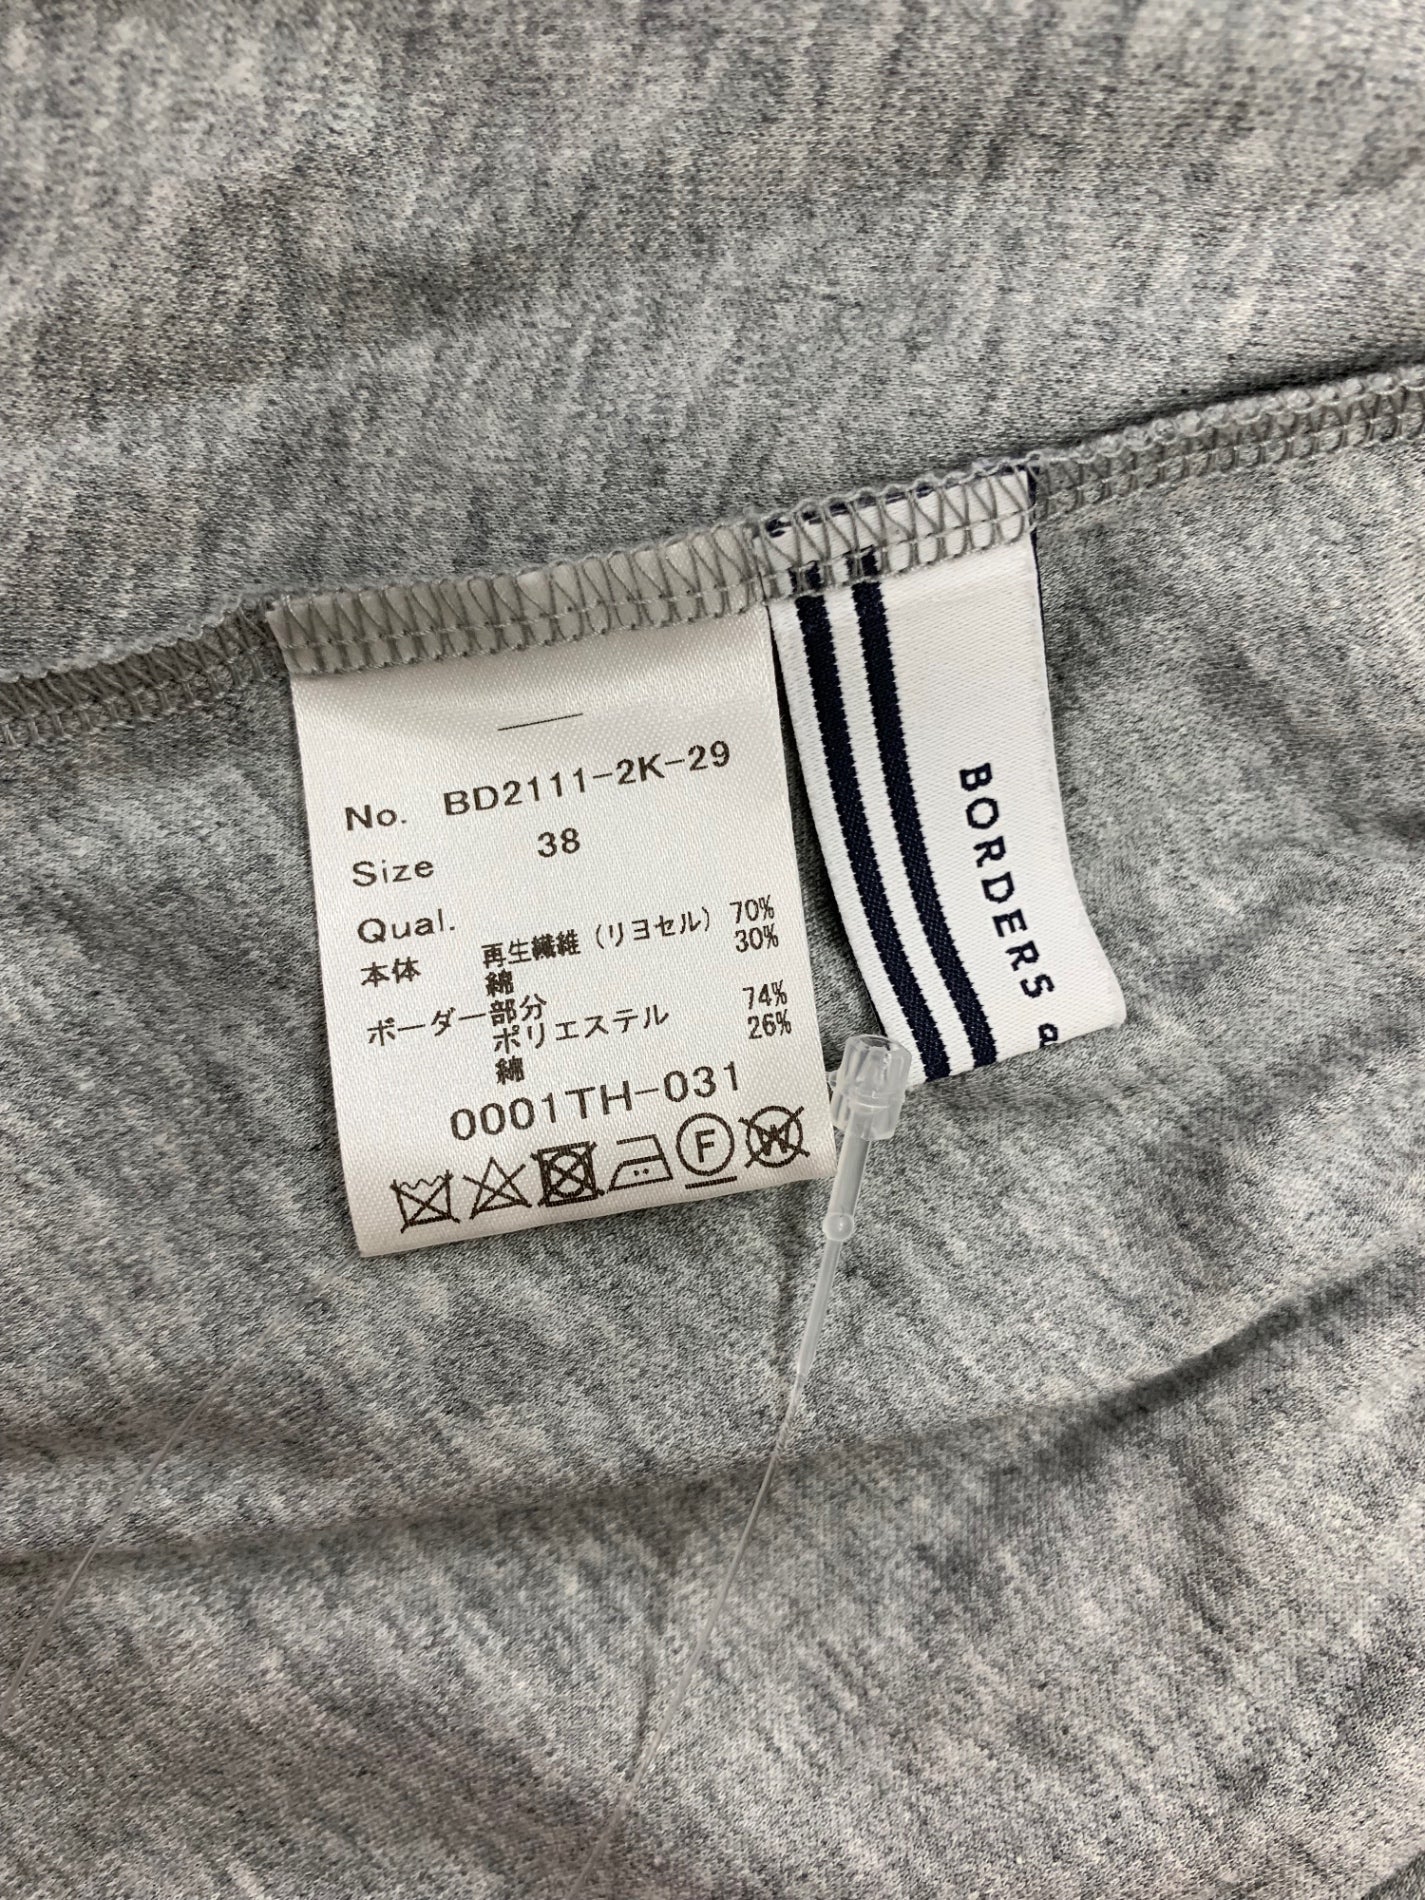 No. BD2111-2K-29
Size 38
Qual.
本体 再生繊維（リヨセル） 70%
綿 30%
ボーダー部分
ポリエステル 74%
綿 26%
0001TH-031
F
W
BORDERS a